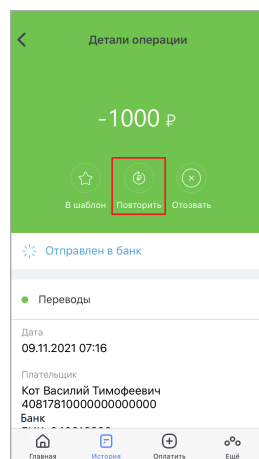 Детали операции
-1000 ₽
В шаблон Повторить Отозвать
Отправлен в банк
Переводы
Дата
09.11.2021 07:16
Плательщик
Кот Василий Тимофеевич
40817810000000000000
Банк
Главная История Оплатить Ещё